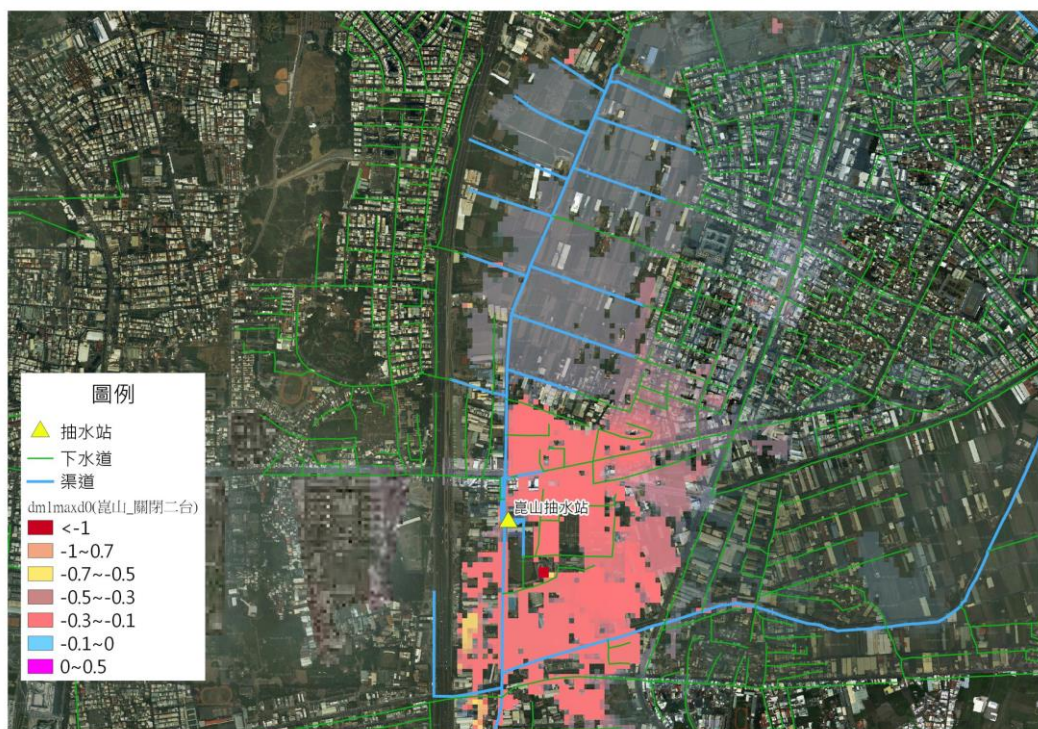 圖例
抽水站
下水道
渠道
dm1maxd0(崑山_關閉二台)
<-1
-1~0.7
-0.7~-0.5
-0.5~-0.3
-0.3~-0.1
-0.1~0
0~0.5
崑山抽水站